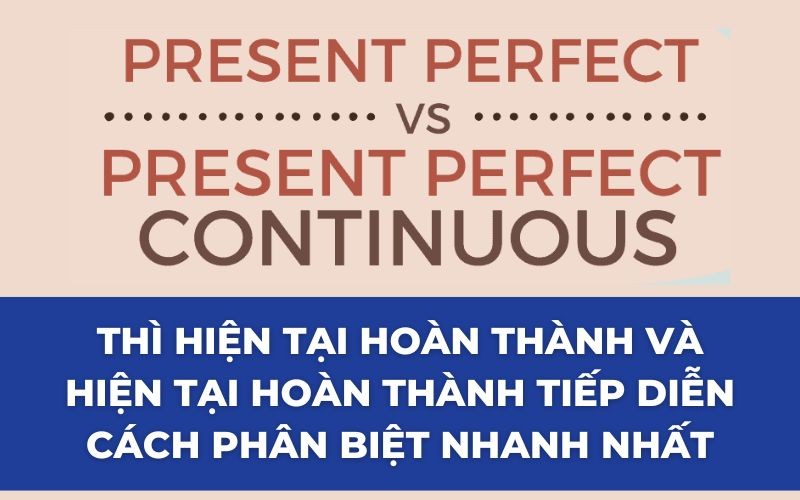 PRESENT PERFECT
VS
PRESENT PERFECT
CONTINUOUS
THÌ HIỆN TẠI HOÀN THÀNH VÀ
HIỆN TẠI HOÀN THÀNH TIẾP DIỄN
CÁCH PHÂN BIỆT NHANH NHẤT